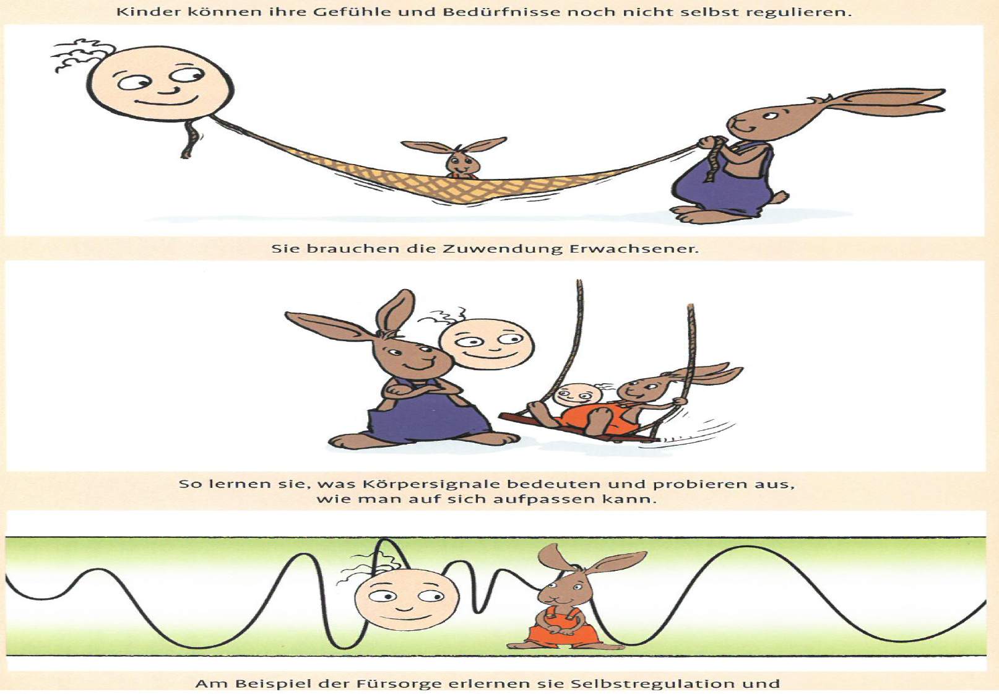 Kinder können ihre Gefühle und Bedürfnisse noch nicht selbst regulieren.
Sie brauchen die Zuwendung Erwachsener.
So lernen sie, was Körpersignale bedeuten und probieren aus,
wie man auf sich aufpassen kann.
Am Beispiel der Fürsorge erlernen sie Selbstregulation und